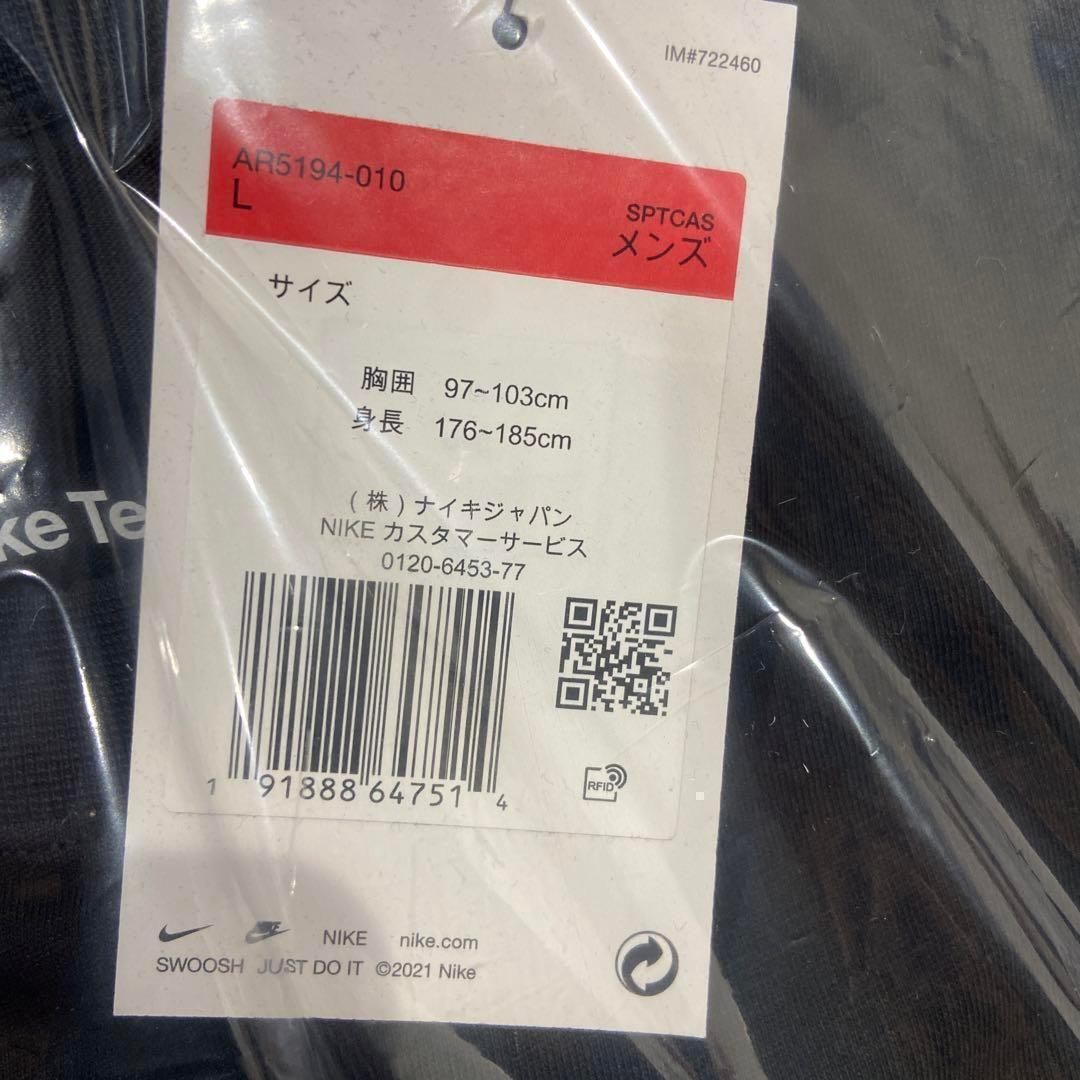 IM#722460
AR5194-010
L
SPTCAS
メンズ
サイズ
胸囲 97~103cm
身長 176~185cm
(株)ナイキジャパン
NIKE カスタマーサービス
0120-6453-77
ke Te
1 91888 64751 4
RFID
NIKE nike.com
SWOOSH JUST DO IT ©2021 Nike